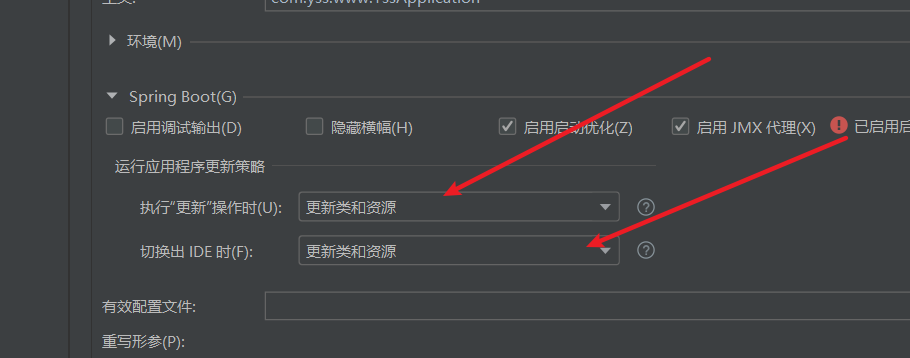 com.yss.www.YssApplication
环境(M)
Spring Boot(G)
启用调试输出(D) 隐藏横幅(H) 启用启动优化(Z) 启用 JMX 代理(X) 已启用启
运行应用程序更新策略
执行“更新”操作时(U): 更新类和资源
切换出 IDE 时(F): 更新类和资源
有效配置文件:
重写形参(P):